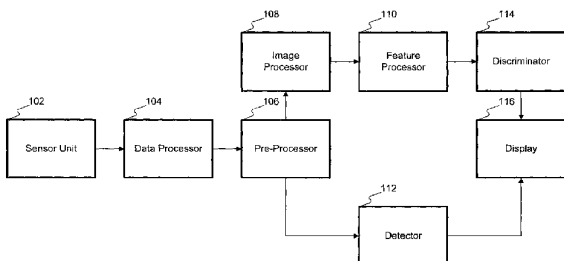 108
110
114
Image
Processor
Feature
Processor
Discriminator
102
104
106
116
Sensor Unit
Data Processor
Pre-Processor
Display
112
Detector